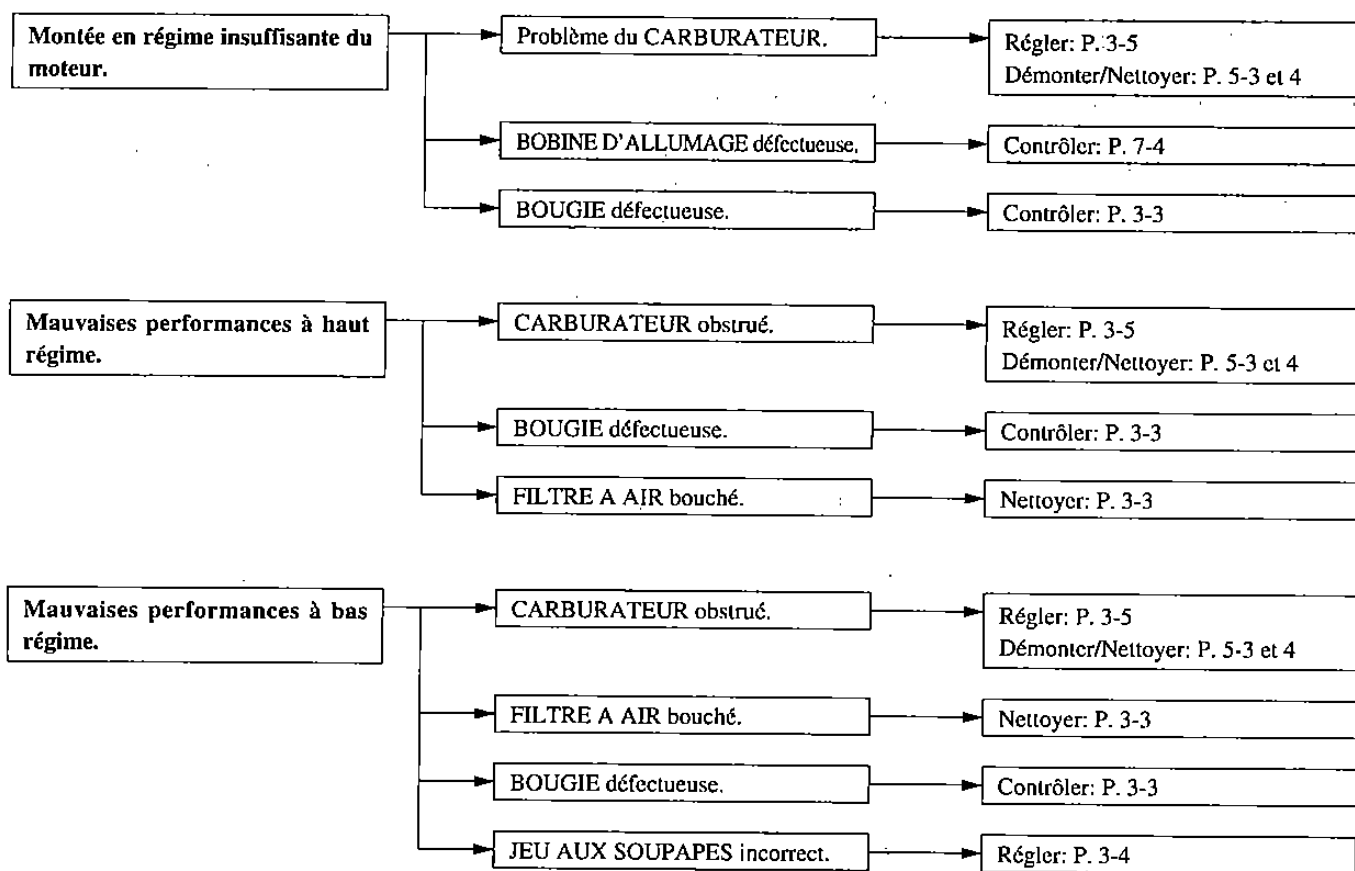 Montée en régime insuffisante du
moteur.
Problème du CARBURATEUR.
Régler: P. 3-5
Démonter/Nettoyer: P. 5-3 et 4
BOBINE D'ALLUMAGE défectueuse.
Contrôler: P. 7-4
BOUGIE défectueuse.
Contrôler: P. 3-3
Mauvaises performances à haut
régime.
CARBURATEUR obstrué.
Régler: P. 3-5
Démonter/Nettoyer: P. 5-3 et 4
BOUGIE défectueuse.
Contrôler: P. 3-3
FILTRE A AIR bouché.
Nettoyer: P. 3-3
Mauvaises performances à bas
régime.
CARBURATEUR obstrué.
Régler: P. 3-5
Démonter/Nettoyer: P. 5-3 et 4
FILTRE A AIR bouché.
Nettoyer: P. 3-3
BOUGIE défectueuse.
Contrôler: P. 3-3
JEU AUX SOUPAPES incorrect.
Régler: P. 3-4